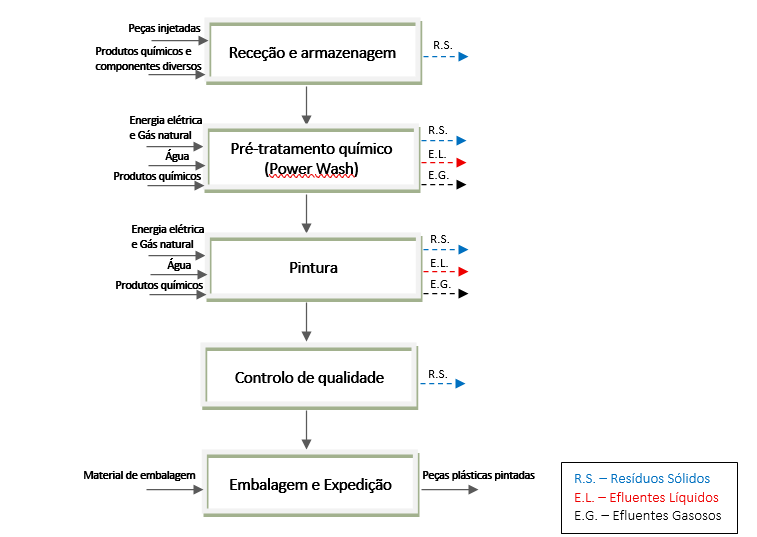 Peças injetadas
Produtos químicos e
componentes diversos
Receção e armazenagem
R.S.
Energia elétrica
e Gás natural
Água
Produtos químicos
Pré-tratamento químico
(Power Wash)
R.S.
E.L.
E.G.
Energia elétrica
e Gás natural
Água
Produtos químicos
Pintura
R.S.
E.L.
E.G.
Controlo de qualidade
R.S.
Material de embalagem
Embalagem e Expedição
Peças plásticas pintadas
R.S. – Resíduos Sólidos
E.L. – Efluentes Líquidos
E.G. – Efluentes Gasosos